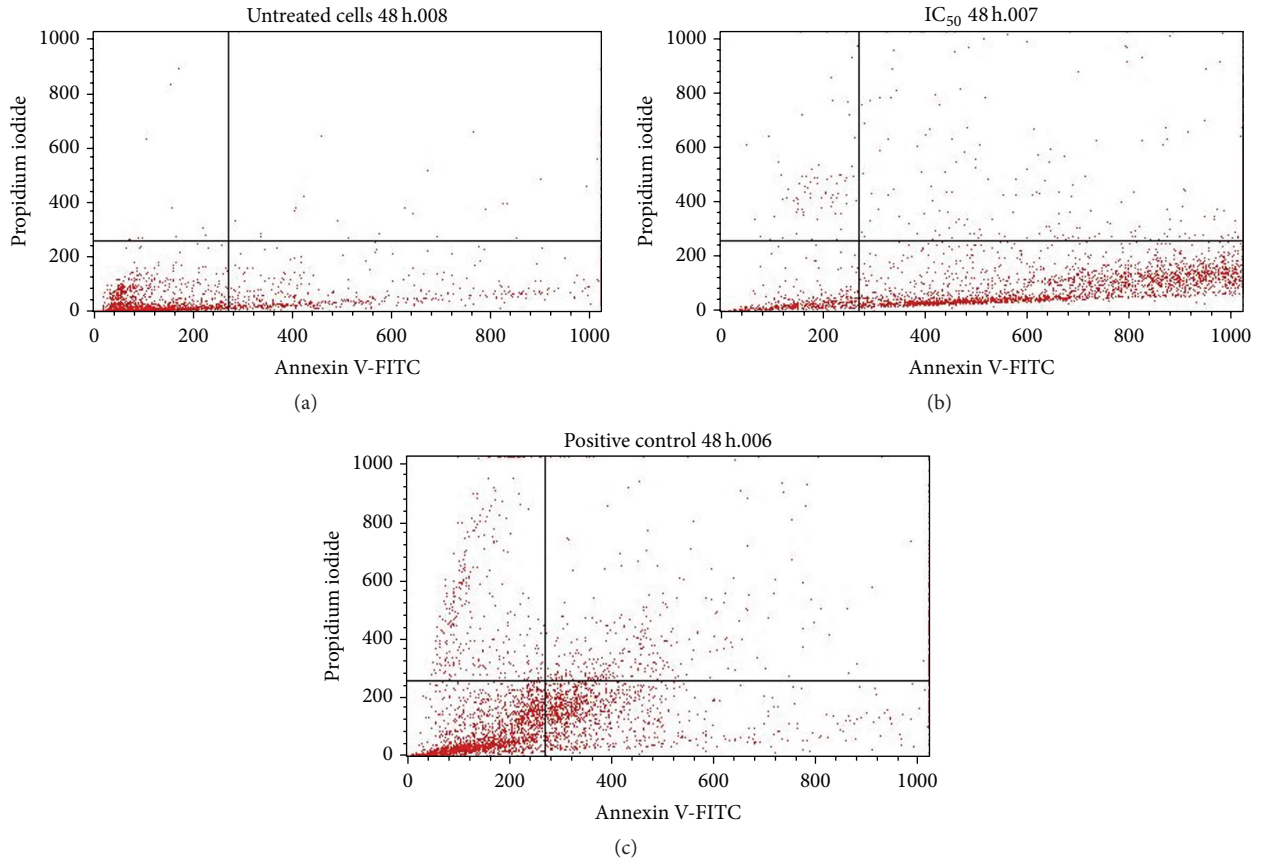 Untreated cells 48 h.008
1000
800
600
400
200
0
Propidium iodide
0 200 400 600 800 1000
Annexin V-FITC
(a)
IC50 48 h.007
1000
800
600
400
200
0
Propidium iodide
0 200 400 600 800 1000
Annexin V-FITC
(b)
Positive control 48 h.006
1000
800
600
400
200
0
Propidium iodide
0 200 400 600 800 1000
Annexin V-FITC
(c)